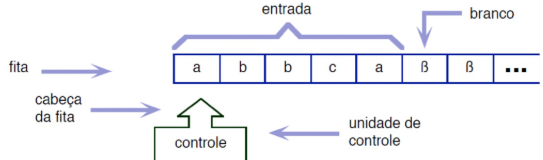 entrada
branco
fita
a b b c a ß ß ...
cabeça
da fita
controle
unidade de
controle